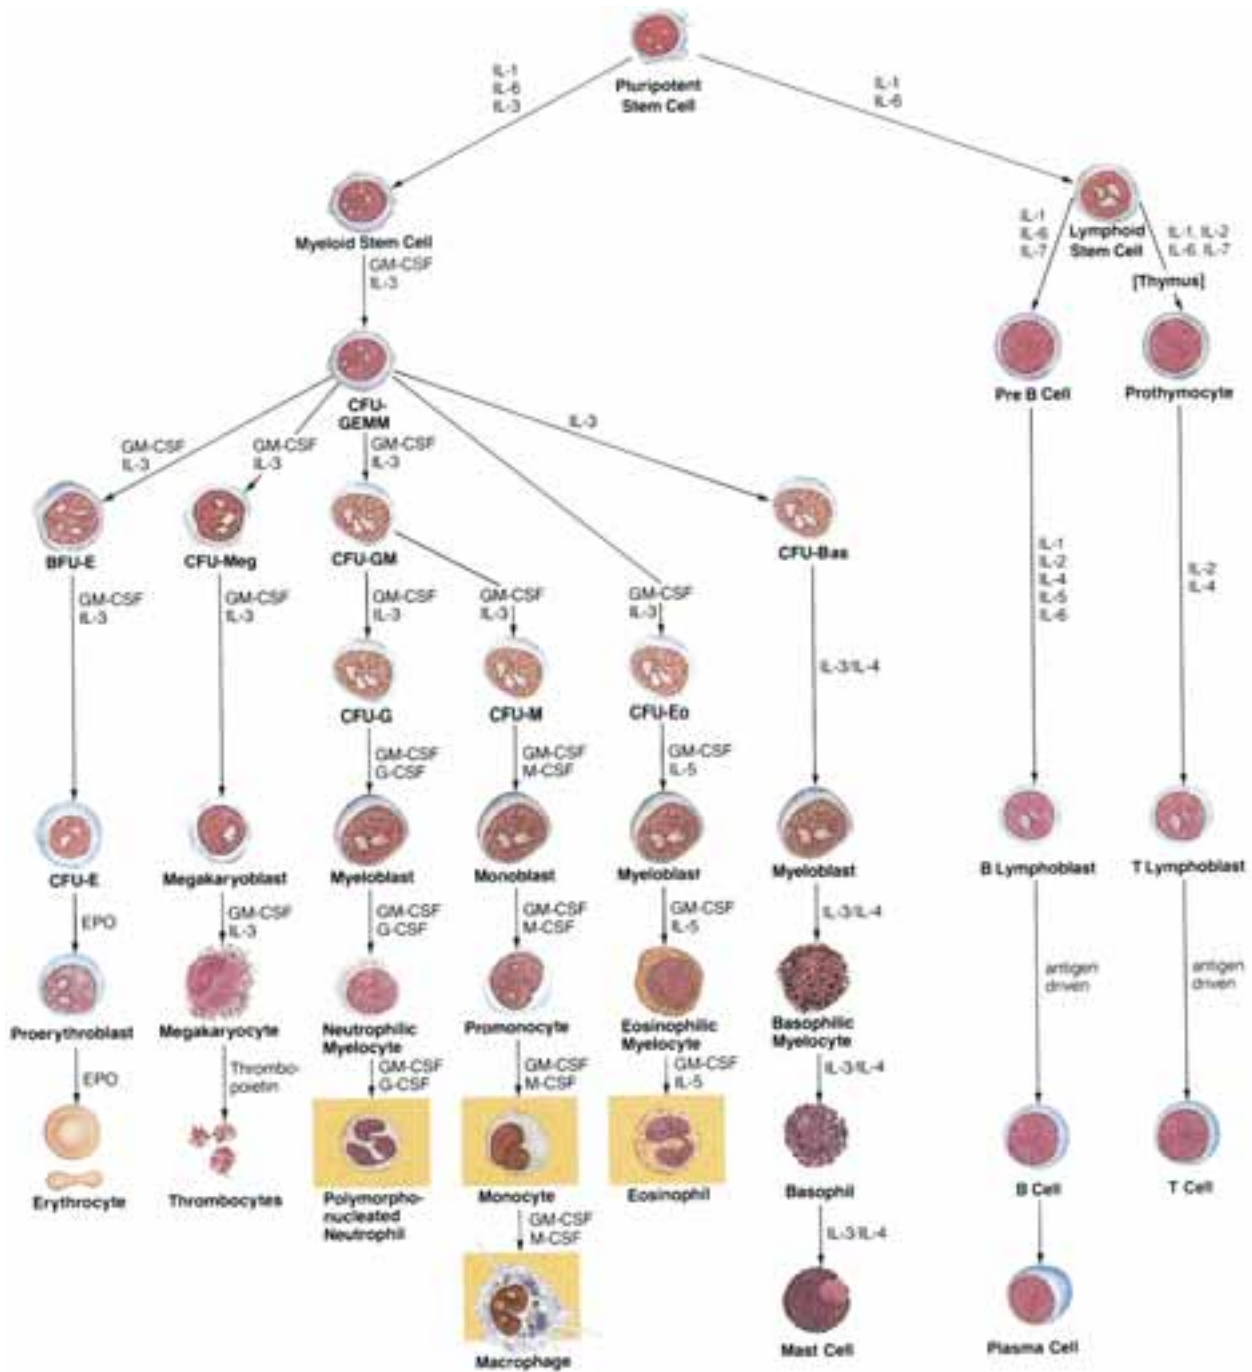 IL-1
IL-6
IL-3
Pluripotent
Stem Cell
IL-1
IL-6
Myeloid Stem Cell
GM-CSF
IL-3
IL-1
IL-6
IL-7
Lymphoid
Stem Cell
IL-1, IL-2
IL-6, IL-7
[Thymus]
CFU-
GEMM
Pre B Cell
Prothymocyte
GM-CSF
IL-3
GM-CSF
IL-3
GM-CSF
IL-3
IL-3
BFU-E
CFU-Meg
CFU-GM
CFU-Bas
GM-CSF
IL-3
GM-CSF
IL-3
GM-CSF
IL-3
GM-CSF
IL-3
GM-CSF
IL-3
IL-1
IL-2
IL-4
IL-5
IL-6
IL-2
IL-4
IL-3/IL-4
CFU-G
CFU-M
CFU-Eo
GM-CSF
G-CSF
GM-CSF
M-CSF
GM-CSF
IL-5
CFU-E
Megakaryoblast
Myeloblast
Monoblast
Myeloblast
Myeloblast
B Lymphoblast
T Lymphoblast
EPO
GM-CSF
IL-3
GM-CSF
G-CSF
GM-CSF
M-CSF
GM-CSF
IL-5
IL-3/IL-4
antigen
driven
antigen
driven
Proerythroblast
Megakaryocyte
Neutrophilic
Myelocyte
Promonocyte
Eosinophilic
Myelocyte
Basophilic
Myelocyte
EPO
Thrombo-
poietin
GM-CSF
G-CSF
GM-CSF
M-CSF
GM-CSF
IL-5
IL-3/IL-4
Erythrocyte
Thrombocytes
Polymorpho-
nucleated
Neutrophil
Monocyte
Eosinophil
Basophil
B Cell
T Cell
GM-CSF
M-CSF
IL-3/IL-4
Macrophage
Mast Cell
Plasma Cell